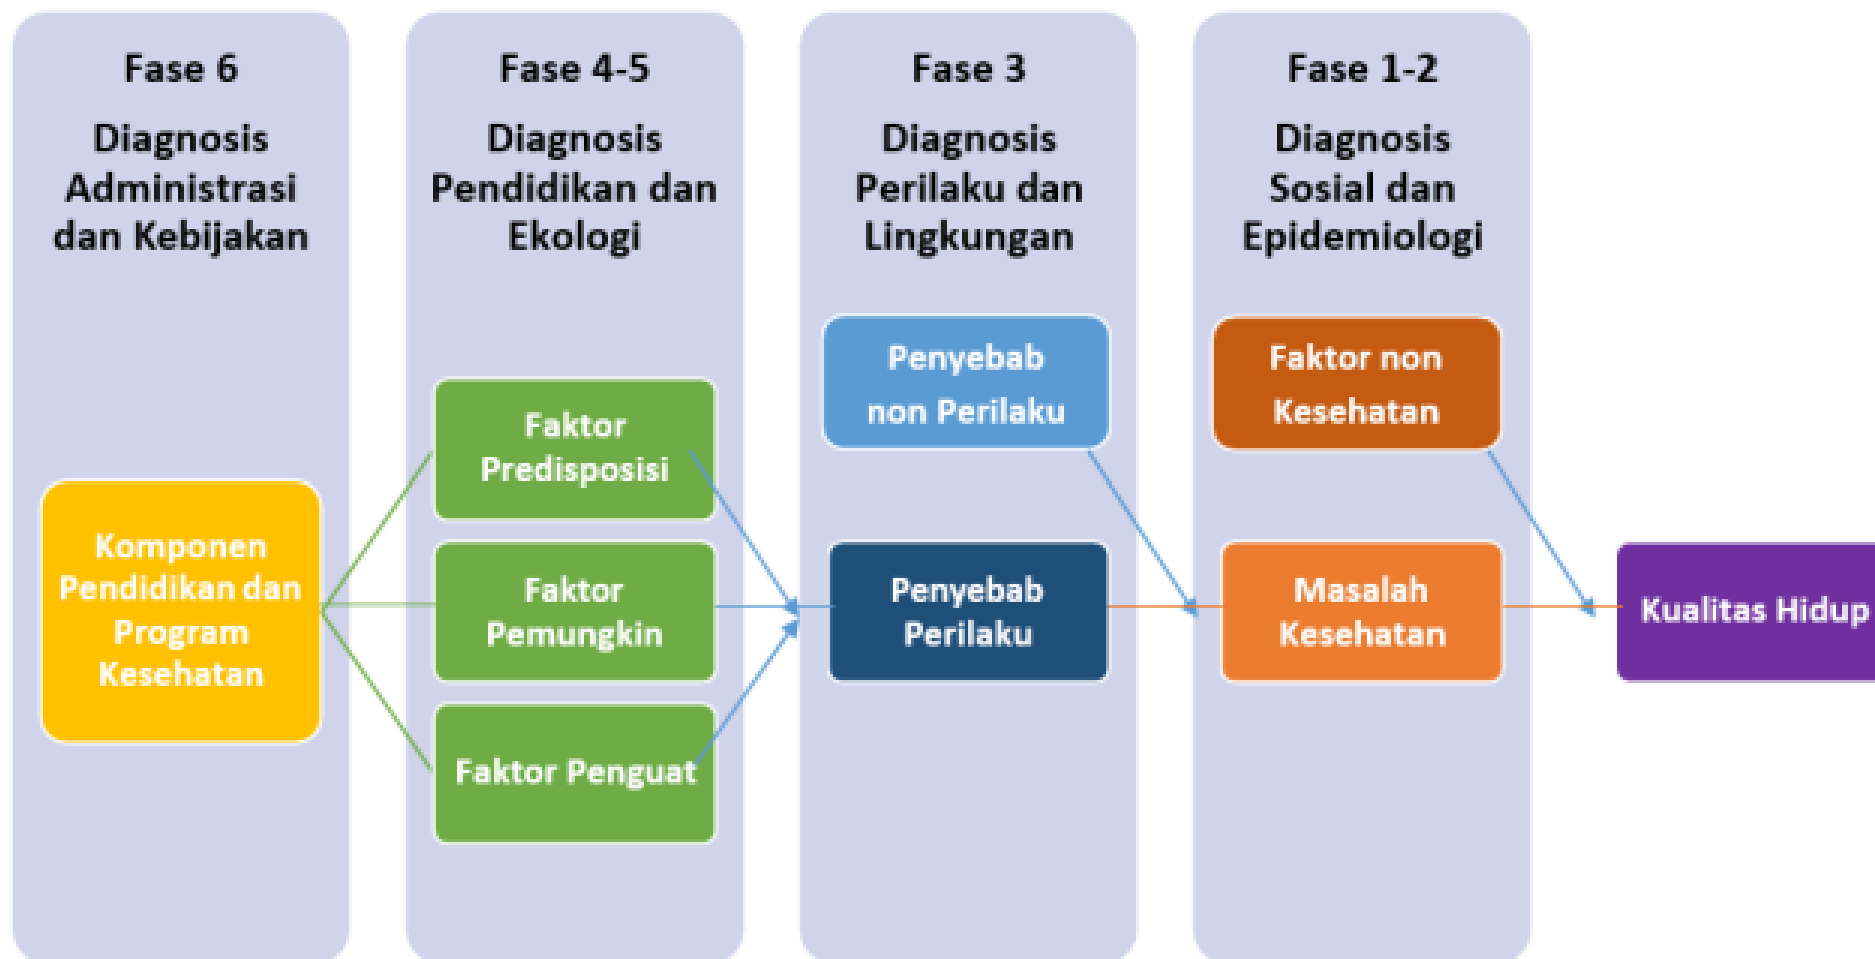 Fase 6
Diagnosis
Administrasi
dan Kebijakan
Komponen
Pendidikan dan
Program
Kesehatan
Fase 4-5
Diagnosis
Pendidikan dan
Ekologi
Faktor
Predisposisi
Faktor
Pemungkin
Faktor Penguat
Fase 3
Diagnosis
Perilaku dan
Lingkungan
Penyebab
non Perilaku
Penyebab
Perilaku
Fase 1-2
Diagnosis
Sosial dan
Epidemiologi
Faktor non
Kesehatan
Masalah
Kesehatan
Kualitas Hidup